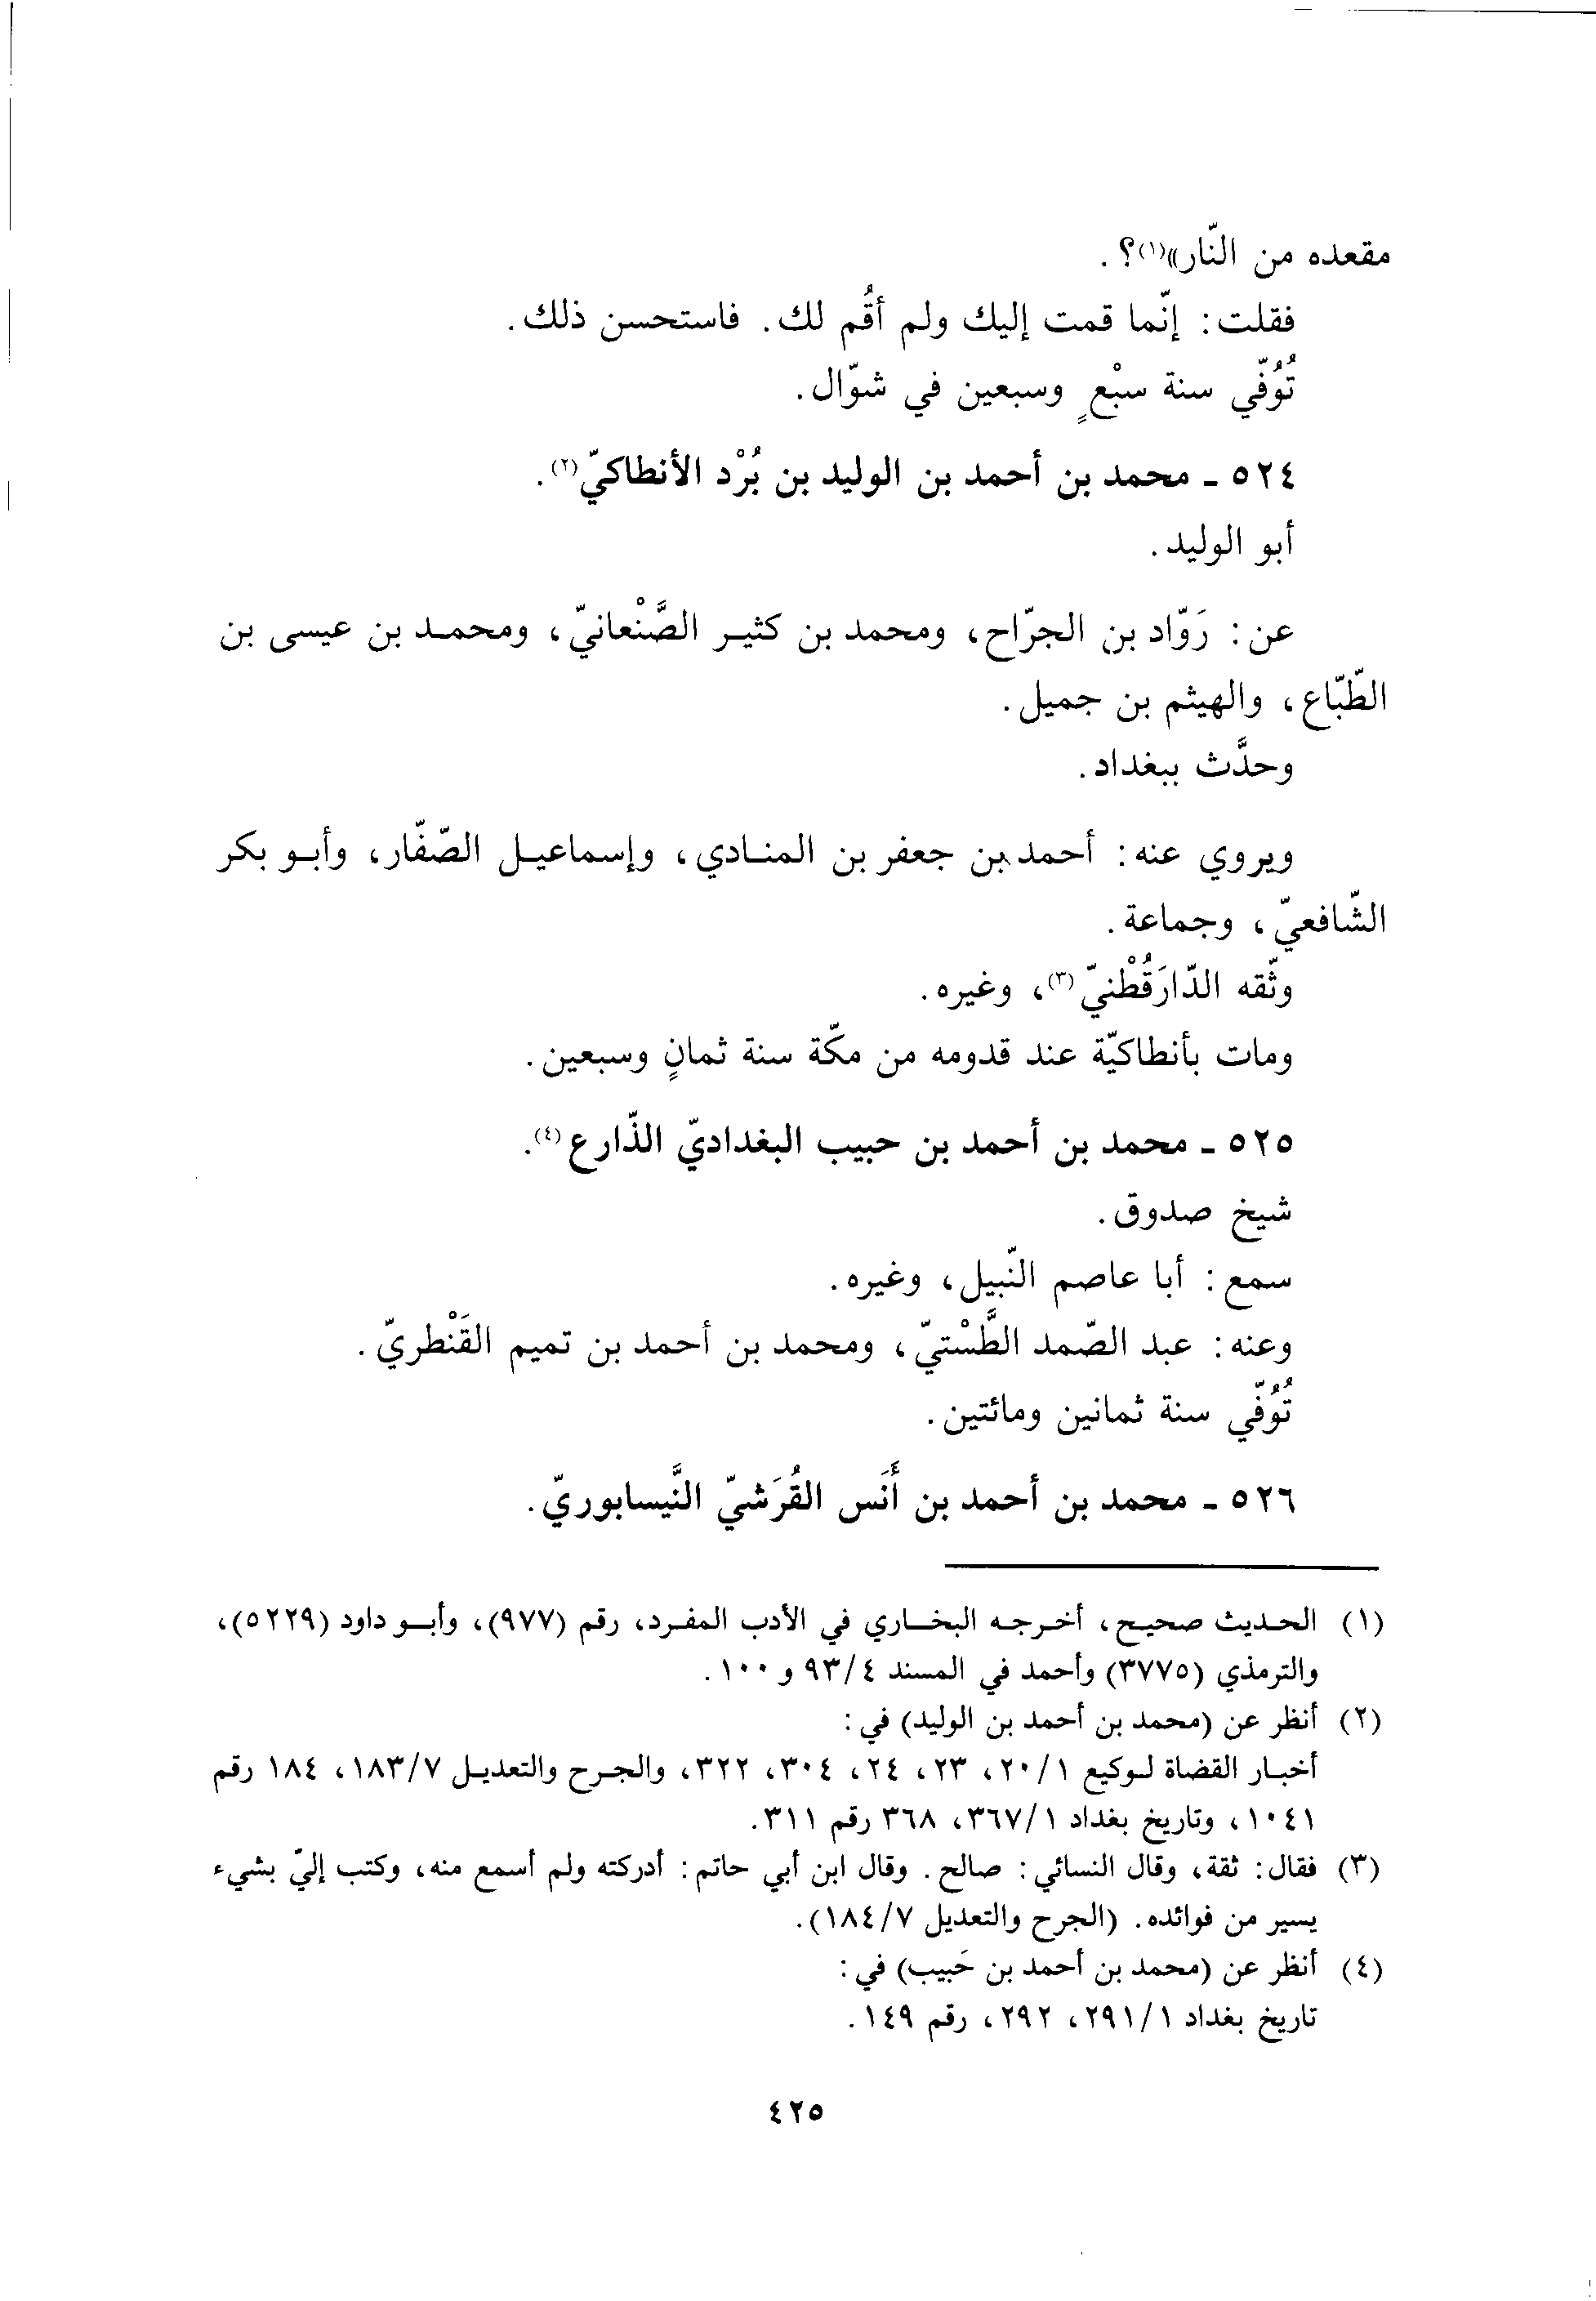 مقعده من النّار»(١)؟.
فقلت: إنّما قمت إليك ولم أقُم لك. فاستحسن ذلك.
تُوُفّي سنة سبْعٍ وسبعين في شوّال.
٥٢٤ - محمد بن أحمد بن الوليد بن بُرْد الأنطاكيّ(٢).
أبو الوليد.
عن: رَوّاد بن الجرّاح، ومحمد بن كثير الصَّنْعانيّ، ومحمد بن عيسى بن
الطّبّاع، والهيثم بن جميل.
وحدَّث ببغداد.
ويروي عنه: أحمد بن جعفر بن المنادي، وإسماعيل الصّفّار، وأبو بكر
الشّافعيّ، وجماعة.
وثّقه الدّارَقُطْنيّ(٣)، وغيره.
ومات بأنطاكيّة عند قدومه من مكّة سنة ثمانٍ وسبعين.
٥٢٥ - محمد بن أحمد بن حبيب البغداديّ الذّارع(٤).
شيخ صدوق.
سمع: أبا عاصم النّبيل، وغيره.
وعنه: عبد الصّمد الطَّسْتيّ، ومحمد بن أحمد بن تميم القَنْطريّ.
تُوُفّي سنة ثمانين ومائتين.
٥٢٦ - محمد بن أحمد بن أَنَس القُرَشيّ النَّيسابوريّ.
(١) الحديث صحيح، أخرجه البخاري في الأدب المفرد، رقم (٩٧٧)، وأبو داود (٥٢٢٩)،
والترمذي (٣٧٧٥) وأحمد في المسند ٩٣/٤ و ١٠٠.
(٢) أنظر عن (محمد بن أحمد بن الوليد) في:
أخبار القضاة لوكيع ٢٠/١، ٢٣، ٢٤، ٣٠٤، ٣٢٢، والجرح والتعديل ١٨٣/٧، ١٨٤ رقم
١٠٤١، وتاريخ بغداد ٣٦٧/١، ٣٦٨ رقم ٣١١.
(٣) فقال: ثقة، وقال النسائي: صالح. وقال ابن أبي حاتم: أدركته ولم أسمع منه، وكتب إليّ بشيء
يسير من فوائده. (الجرح والتعديل ١٨٤/٧).
(٤) أنظر عن (محمد بن أحمد بن حَبيب) في:
تاريخ بغداد ٢٩١/١، ٢٩٢، رقم ١٤٩.
٤٢٥